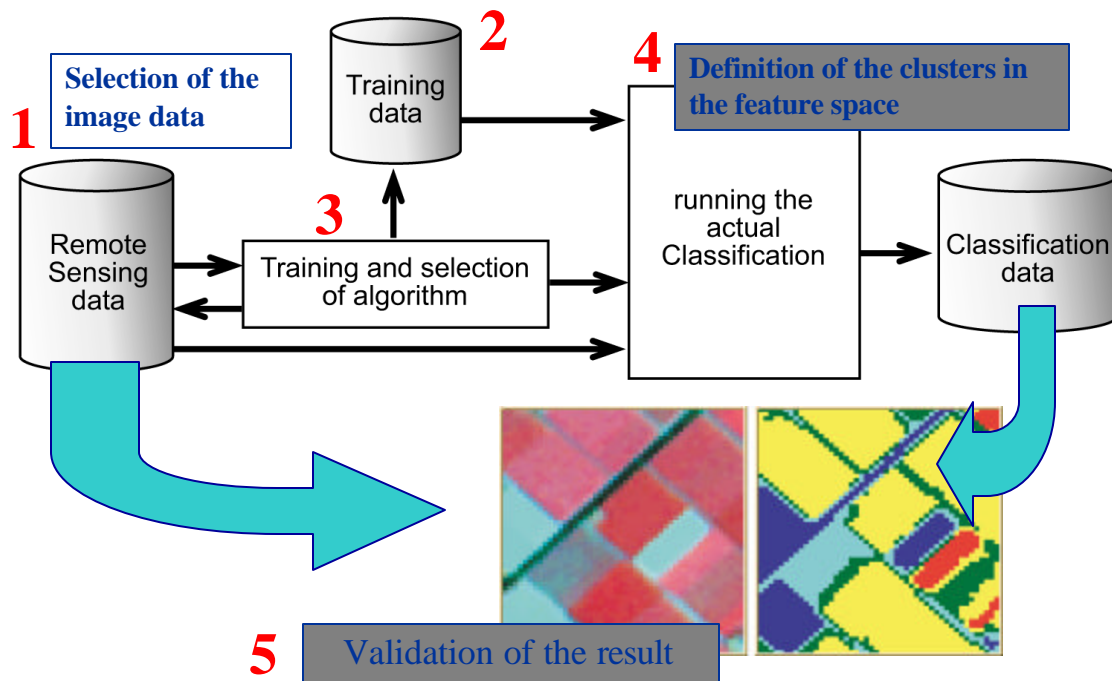 1
Selection of the
image data
Remote
Sensing
data
2
Training
data
3
Training and selection
of algorithm
4
Definition of the clusters in
the feature space
running the
actual
Classification
Classification
data
5
Validation of the result